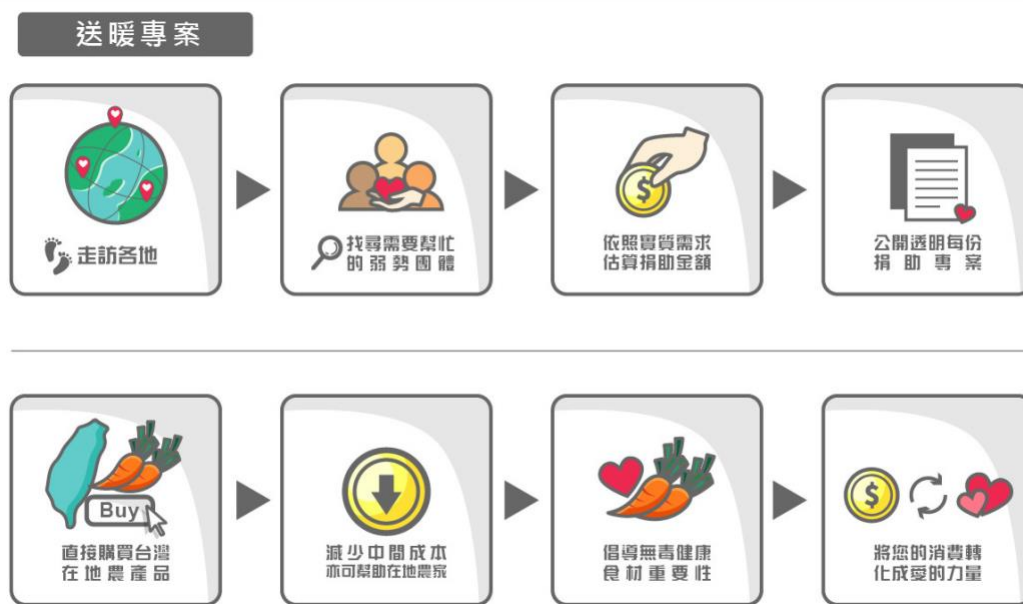 送暖專案
走訪各地
找尋需要幫忙
的弱勢團體
依照實質需求
估算捐助金額
公開透明每份
捐助專案
直接購買台灣
在地農產品
Buy
減少中間成本
亦可幫助在地農家
倡導無毒健康
食材重要性
將您的消費轉
化成愛的力量
$
$